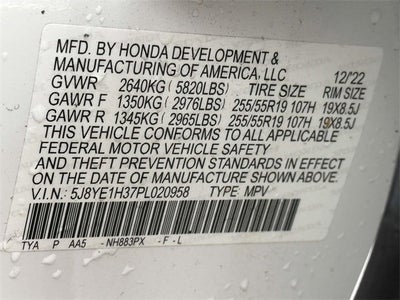 MFD. BY HONDA DEVELOPMENT &
MANUFACTURING OF AMERICA, LLC 12/22
GVWR 2640KG (5820LBS) TIRE SIZE RIM SIZE
GAWR F 1350KG (2976LBS) 255/55R19 107H 19X8.5J
GAWR R 1345KG (2965LBS) 255/55R19 107H 19X8.5J
THIS VEHICLE CONFORMS TO ALL APPLICABLE
FEDERAL MOTOR VEHICLE SAFETY
AND THEFT PREVENTION STANDARDS IN EFFECT ON
THE DATE OF MANUFACTURE SHOWN ABOVE.
V.I.N.: 5J8YE1H37PL020958 TYPE: MPV
TYA P AA5 -NH883PX -F-L